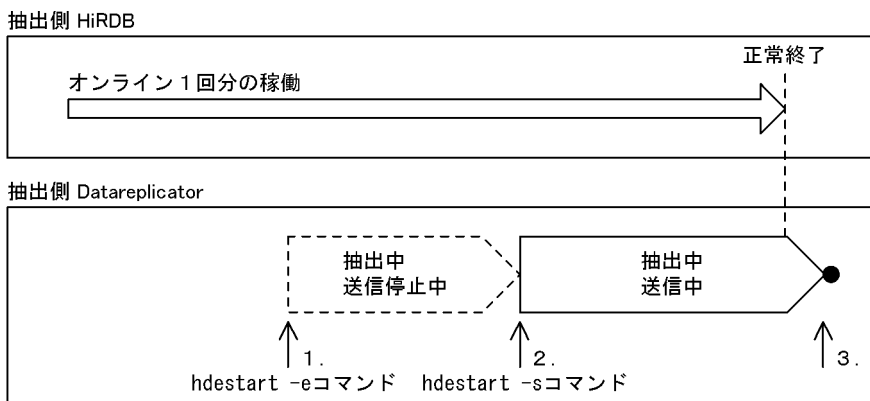 抽出側 HiRDB
正常終了
オンライン1回分の稼働
抽出側 Datareplicator
抽出中
送信停止中
抽出中
送信中
1.
2.
3.
hdestart -eコマンド
hdestart -sコマンド